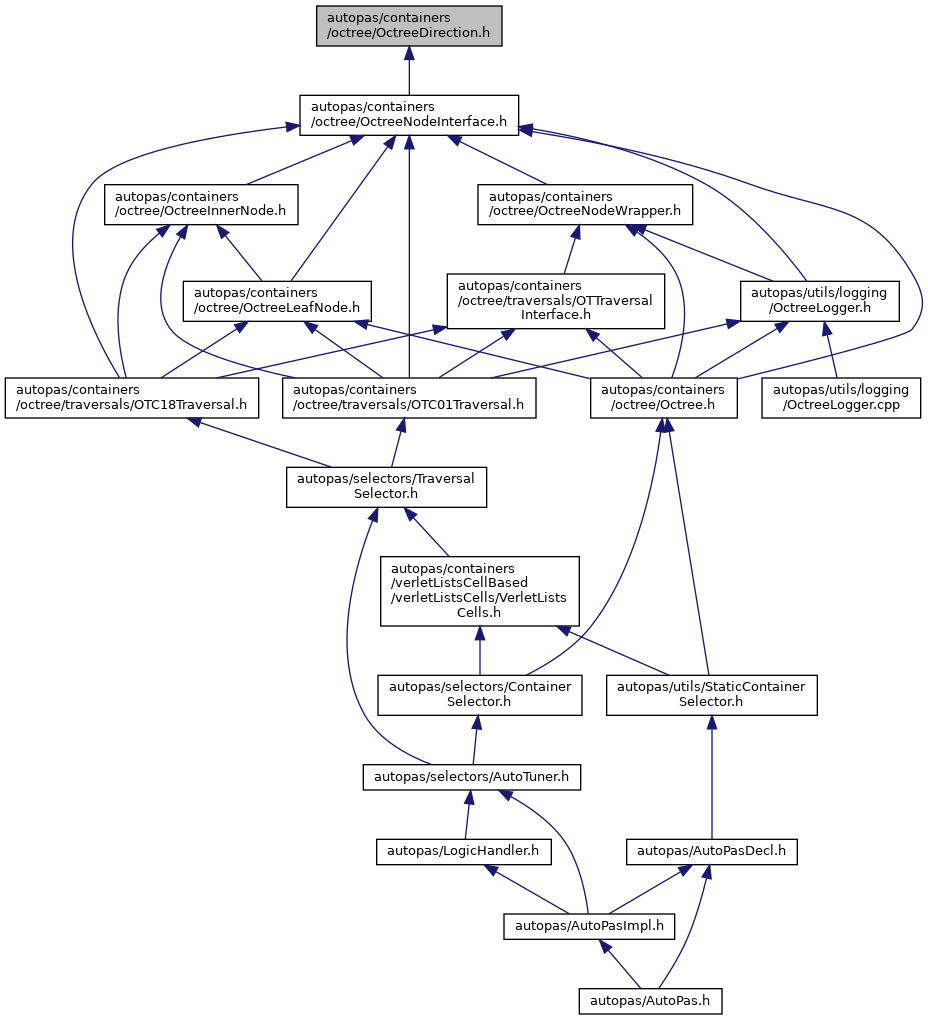 autopas/containers
/octree/OctreeDirection.h
autopas/containers
/octree/OctreeNodeInterface.h
autopas/containers
/octree/OctreeInnerNode.h
autopas/containers
/octree/OctreeNodeWrapper.h
autopas/containers
/octree/OctreeLeafNode.h
autopas/containers
/octree/traversals/OTTraversal
Interface.h
autopas/utils/logging
/OctreeLogger.h
autopas/containers
/octree/traversals/OTC18Traversal.h
autopas/containers
/octree/traversals/OTC01Traversal.h
autopas/containers
/octree/Octree.h
autopas/utils/logging
/OctreeLogger.cpp
autopas/selectors/Traversal
Selector.h
autopas/containers
/verletListsCellBased
/verletListsCells/VerletLists
Cells.h
autopas/selectors/Container
Selector.h
autopas/utils/StaticContainer
Selector.h
autopas/selectors/AutoTuner.h
autopas/LogicHandler.h
autopas/AutoPasDecl.h
autopas/AutoPasImpl.h
autopas/AutoPas.h